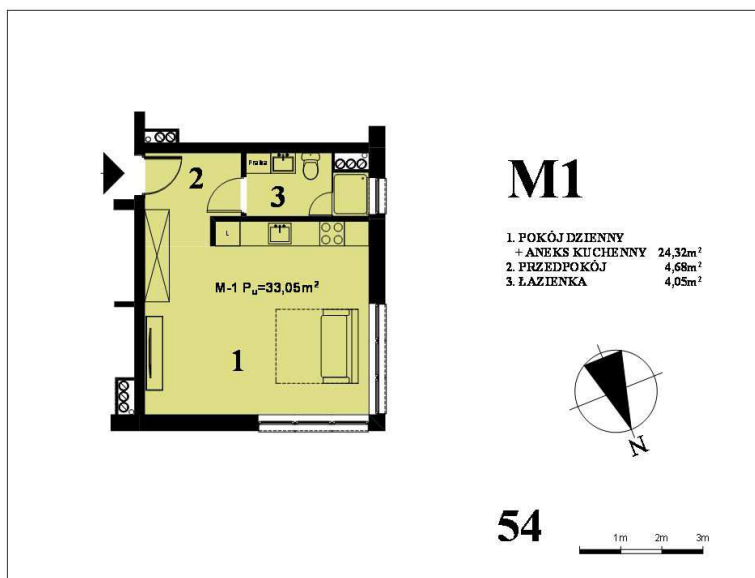 M1
1. POKÓJ DZIENNY
+ ANEKS KUCHENNY 24,32m²
2. PRZEDPOKÓJ 4,68m²
3. ŁAZIENKA 4,05m²
2
Pralka
3
L
M-1 Pu=33,05m²
1
N
54
1m 2m 3m